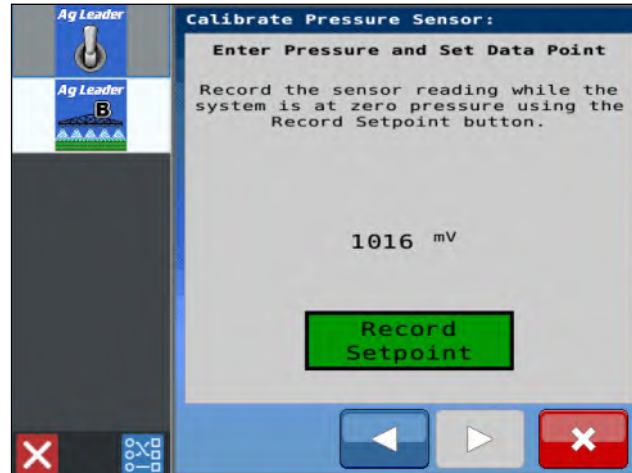 Ag Leader
Ag Leader
B
Calibrate Pressure Sensor:
Enter Pressure and Set Data Point
Record the sensor reading while the
system is at zero pressure using the
Record Setpoint button.
1016 mV
Record
Setpoint